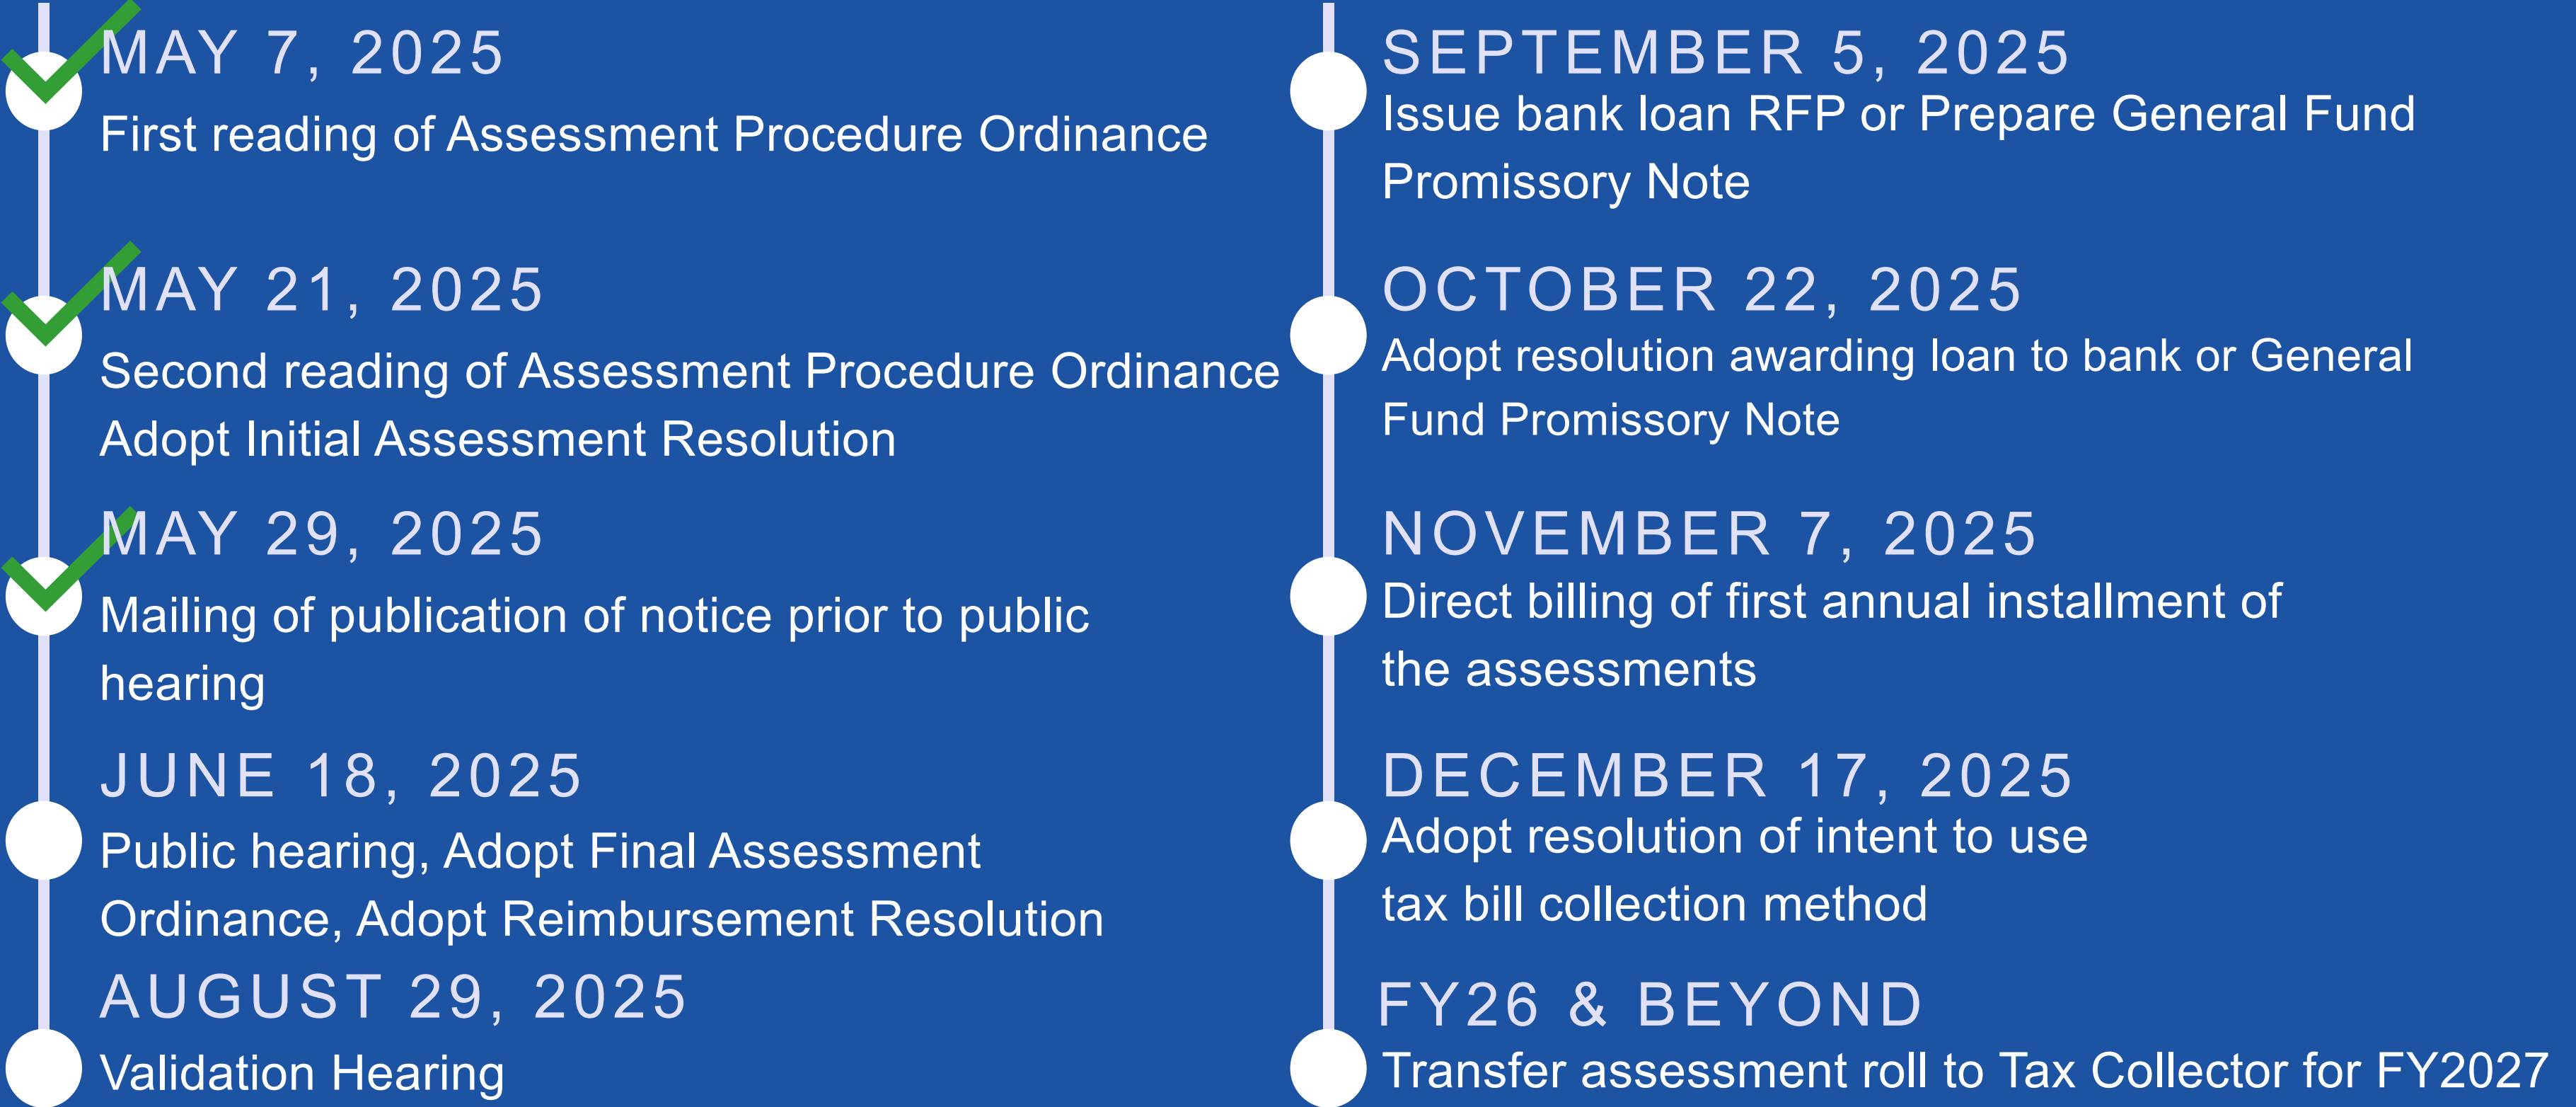 MAY 7, 2025
First reading of Assessment Procedure Ordinance
MAY 21, 2025
Second reading of Assessment Procedure Ordinance
Adopt Initial Assessment Resolution
MAY 29, 2025
Mailing of publication of notice prior to public
hearing
JUNE 18, 2025
Public hearing, Adopt Final Assessment
Ordinance, Adopt Reimbursement Resolution
AUGUST 29, 2025
Validation Hearing
SEPTEMBER 5, 2025
Issue bank loan RFP or Prepare General Fund
Promissory Note
OCTOBER 22, 2025
Adopt resolution awarding loan to bank or General
Fund Promissory Note
NOVEMBER 7, 2025
Direct billing of first annual installment of
the assessments
DECEMBER 17, 2025
Adopt resolution of intent to use
tax bill collection method
FY26 & BEYOND
Transfer assessment roll to Tax Collector for FY2027